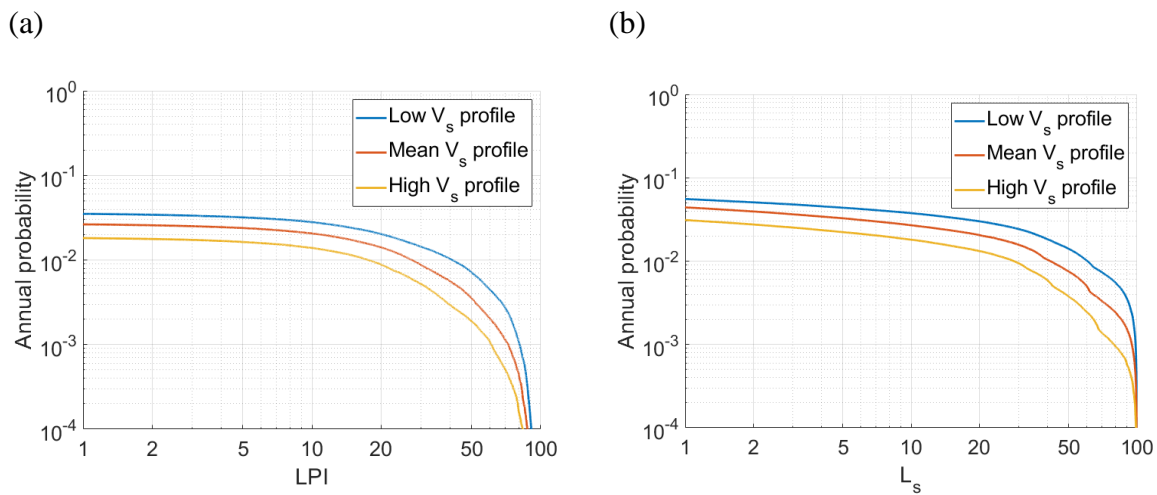 (a)
10^0
10^-1
10^-2
10^-3
10^-4
Annual probability
Low V_s profile
Mean V_s profile
High V_s profile
1 2 5 10 20 50 100
LPI
(b)
10^0
10^-1
10^-2
10^-3
10^-4
Annual probability
Low V_s profile
Mean V_s profile
High V_s profile
1 2 5 10 20 50 100
L_s